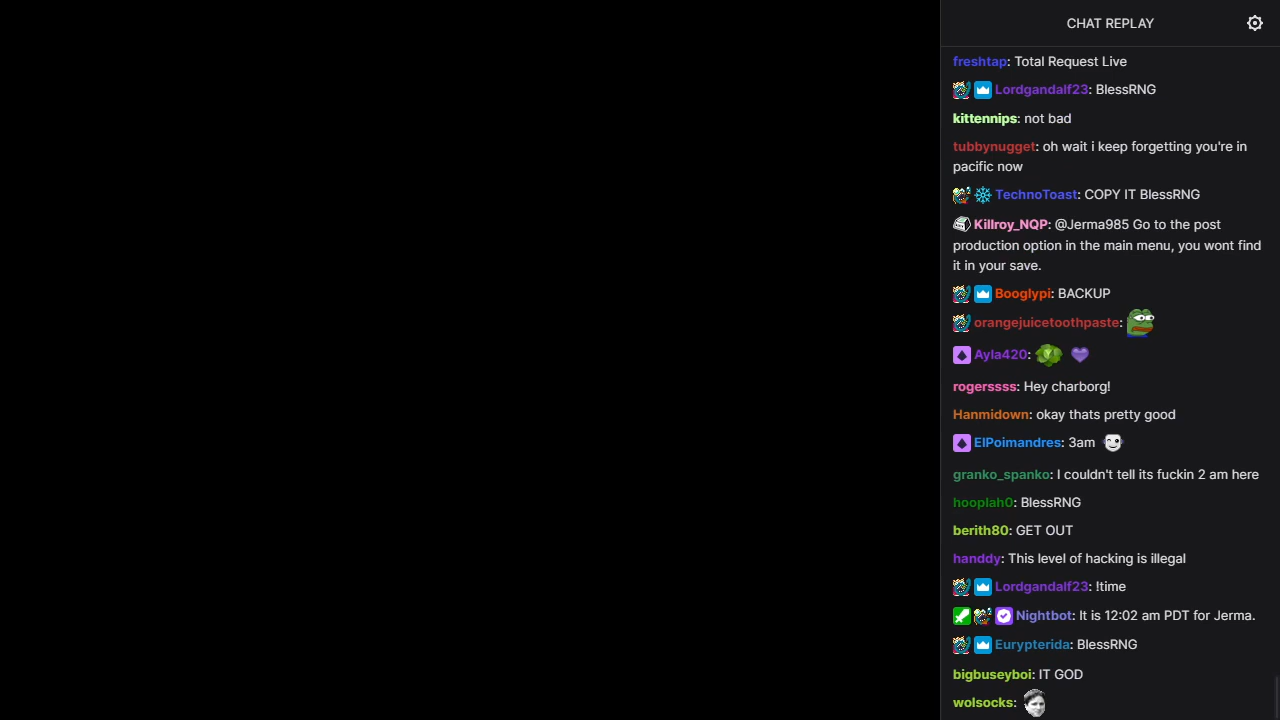 CHAT REPLAY
freshtap: Total Request Live
Lordgandalf23: BlessRNG
kittennips: not bad
tubbynugget: oh wait i keep forgetting you're in
pacific now
TechnoToast: COPY IT BlessRNG
Killroy_NQP: @Jerma985 Go to the post
production option in the main menu, you wont find
it in your save.
Booglypi: BACKUP
orangejuicetoothpaste:
Ayla420:
rogerssss: Hey charborg!
Hanmidown: okay thats pretty good
ElPoimandres: 3am
granko_spanko: I couldn't tell its fuckin 2 am here
hooplah0: BlessRNG
berith80: GET OUT
handdy: This level of hacking is illegal
Lordgandalf23: !time
Nightbot: It is 12:02 am PDT for Jerma.
Eurypterida: BlessRNG
bigbuseyboi: IT GOD
wolsocks: